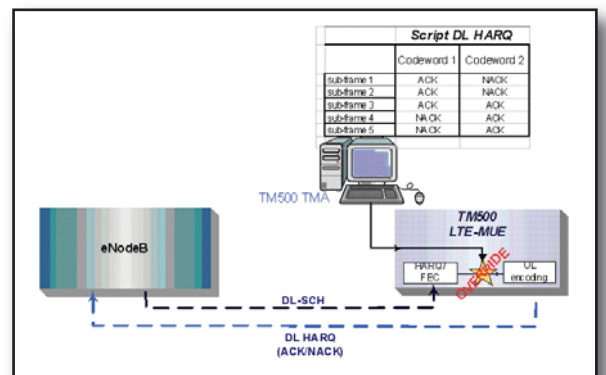 Script DL HARQ
Codeword 1 Codeword 2
sub-frame 1 ACK NACK
sub-frame 2 ACK NACK
sub-frame 3 ACK ACK
sub-frame 4 NACK ACK
sub-frame 5 NACK ACK
TM500 TMA
TM500
LTE-MUE
eNodeB
HARQ/
FEC
OVERRIDE
UL
encoding
DL-SCH
DL HARQ
(ACK/NACK)